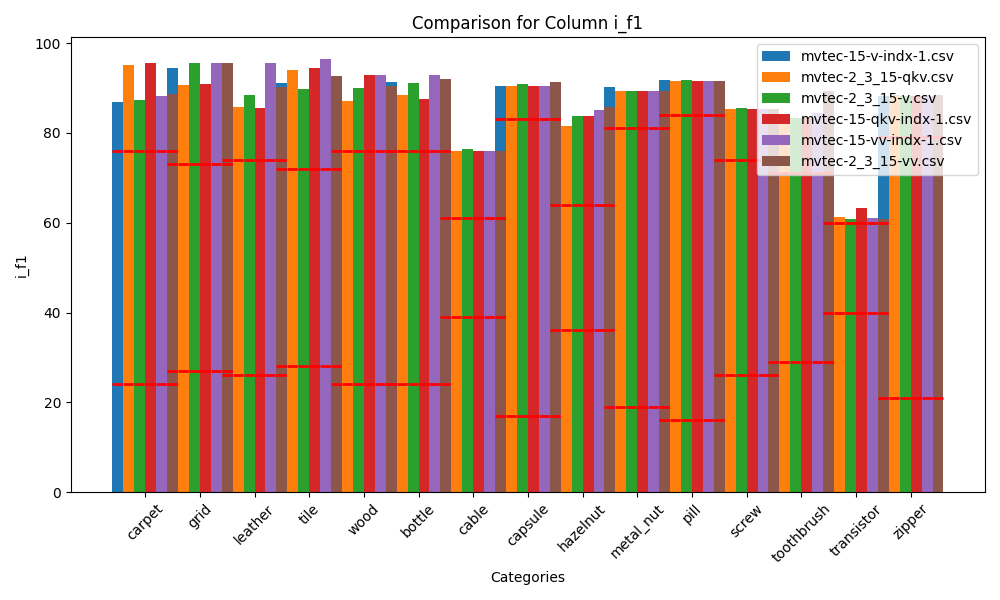 Comparison for Column i_f1
mvtec-15-v-indx-1.csv
mvtec-2_3_15-qkv.csv
mvtec-2_3_15-v.csv
mvtec-15-qkv-indx-1.csv
mvtec-15-vv-indx-1.csv
mvtec-2_3_15-vv.csv
i_f1
100
80
60
40
20
0
carpet
grid
leather
tile
wood
bottle
cable
capsule
hazelnut
metal_nut
pill
screw
toothbrush
transistor
zipper
Categories